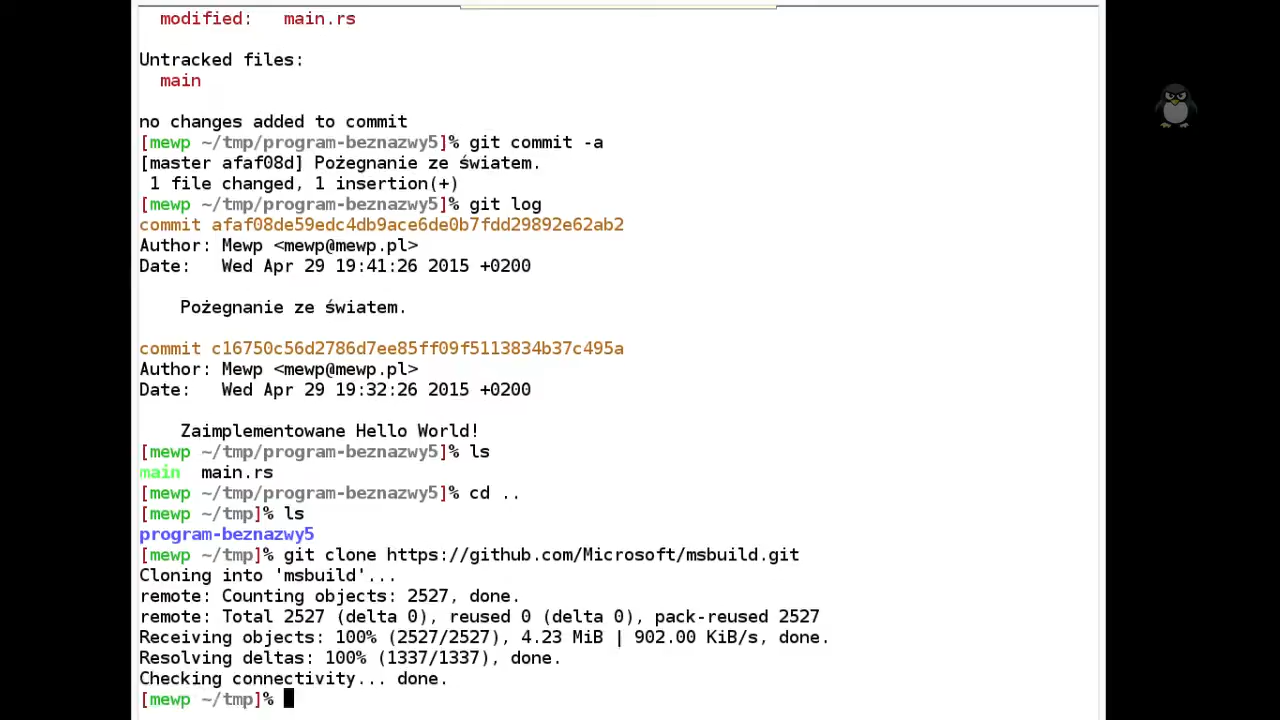 modified:   main.rs
Untracked files:
main
no changes added to commit
[mewp ~/tmp/program-beznazwy5]% git commit -a
[master afaf08d] Pożegnanie ze światem.
1 file changed, 1 insertion(+)
[mewp ~/tmp/program-beznazwy5]% git log
commit afaf08de59edc4db9ace6de0b7fdd29892e62ab2
Author: Mewp <mewp@mewp.pl>
Date:   Wed Apr 29 19:41:26 2015 +0200
Pożegnanie ze światem.
commit c16750c56d2786d7ee85ff09f5113834b37c495a
Author: Mewp <mewp@mewp.pl>
Date:   Wed Apr 29 19:32:26 2015 +0200
Zaimplementowane Hello World!
[mewp ~/tmp/program-beznazwy5]% ls
main  main.rs
[mewp ~/tmp/program-beznazwy5]% cd ..
[mewp ~/tmp]% ls
program-beznazwy5
[mewp ~/tmp]% git clone https://github.com/Microsoft/msbuild.git
Cloning into 'msbuild'...
remote: Counting objects: 2527, done.
remote: Total 2527 (delta 0), reused 0 (delta 0), pack-reused 2527
Receiving objects: 100% (2527/2527), 4.23 MiB | 902.00 KiB/s, done.
Resolving deltas: 100% (1337/1337), done.
Checking connectivity... done.
[mewp ~/tmp]%